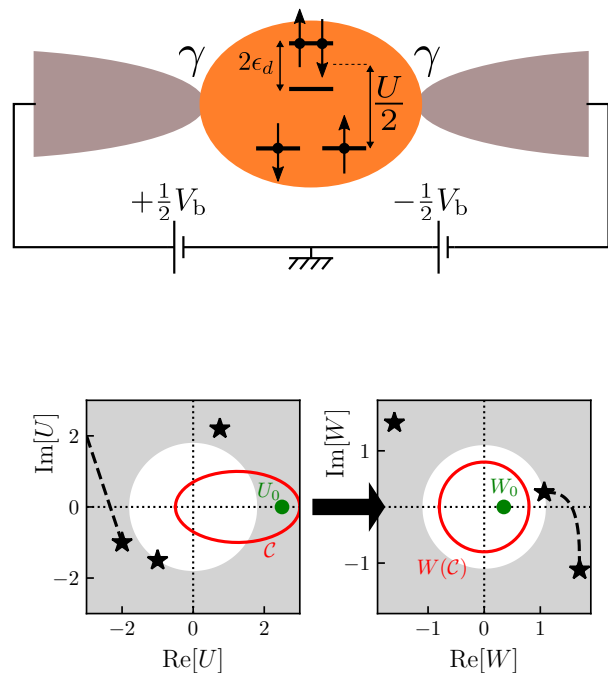 γ 2ϵ_d U/2 γ
+½V_b −½V_b
Im[U] 2 0 −2
U_0
C
−2 0 2
Re[U]
Im[W] 1 0 −1
W_0
W(C)
−1 0 1
Re[W]